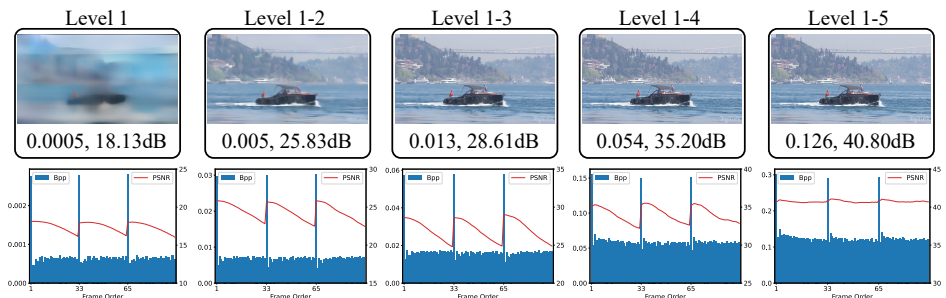 Level 1
Level 1-2
Level 1-3
Level 1-4
Level 1-5
0.0005, 18.13dB
0.005, 25.83dB
0.013, 28.61dB
0.054, 35.20dB
0.126, 40.80dB
Bpp
PSNR
0.002
0.001
0.000
25
20
15
10
1
33
65
Frame Order
Bpp
PSNR
0.03
0.02
0.01
0.00
30
25
20
15
1
33
65
Frame Order
Bpp
PSNR
0.06
0.04
0.02
0.00
35
30
25
20
1
33
65
Frame Order
Bpp
PSNR
0.15
0.10
0.05
0.00
40
35
30
25
1
33
65
Frame Order
Bpp
PSNR
0.3
0.2
0.1
0.0
45
40
35
30
1
33
65
Frame Order